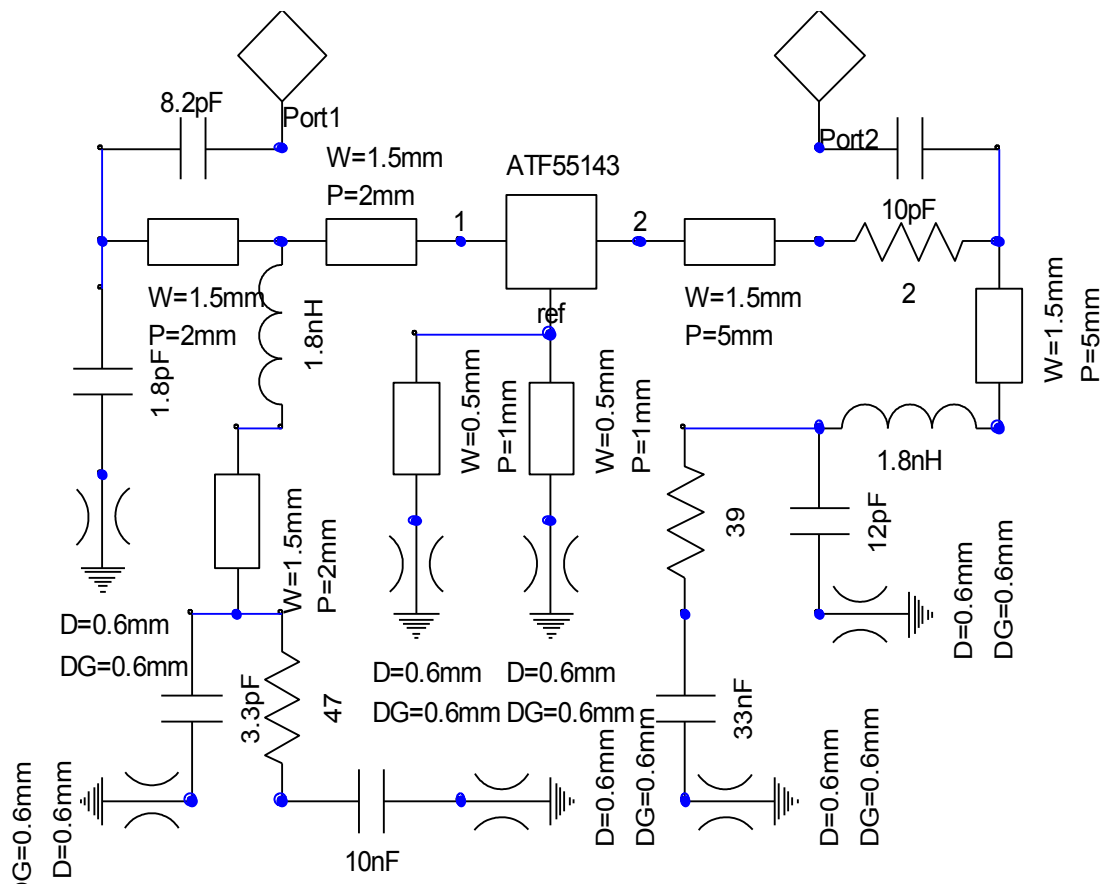 8.2pF
Port1
W=1.5mm
P=2mm
ATF55143
Port2
10pF
1
2
2
W=1.5mm
P=2mm
1.8nH
ref
W=1.5mm
P=5mm
W=1.5mm
P=5mm
1.8pF
W=0.5mm
P=1mm
W=0.5mm
P=1mm
1.8nH
39
12pF
W=1.5mm
P=2mm
D=0.6mm
DG=0.6mm
D=0.6mm
DG=0.6mm
D=0.6mm
DG=0.6mm
D=0.6mm
DG=0.6mm
3.3pF
47
33nF
DG=0.6mm
D=0.6mm
10nF
D=0.6mm
DG=0.6mm
D=0.6mm
DG=0.6mm